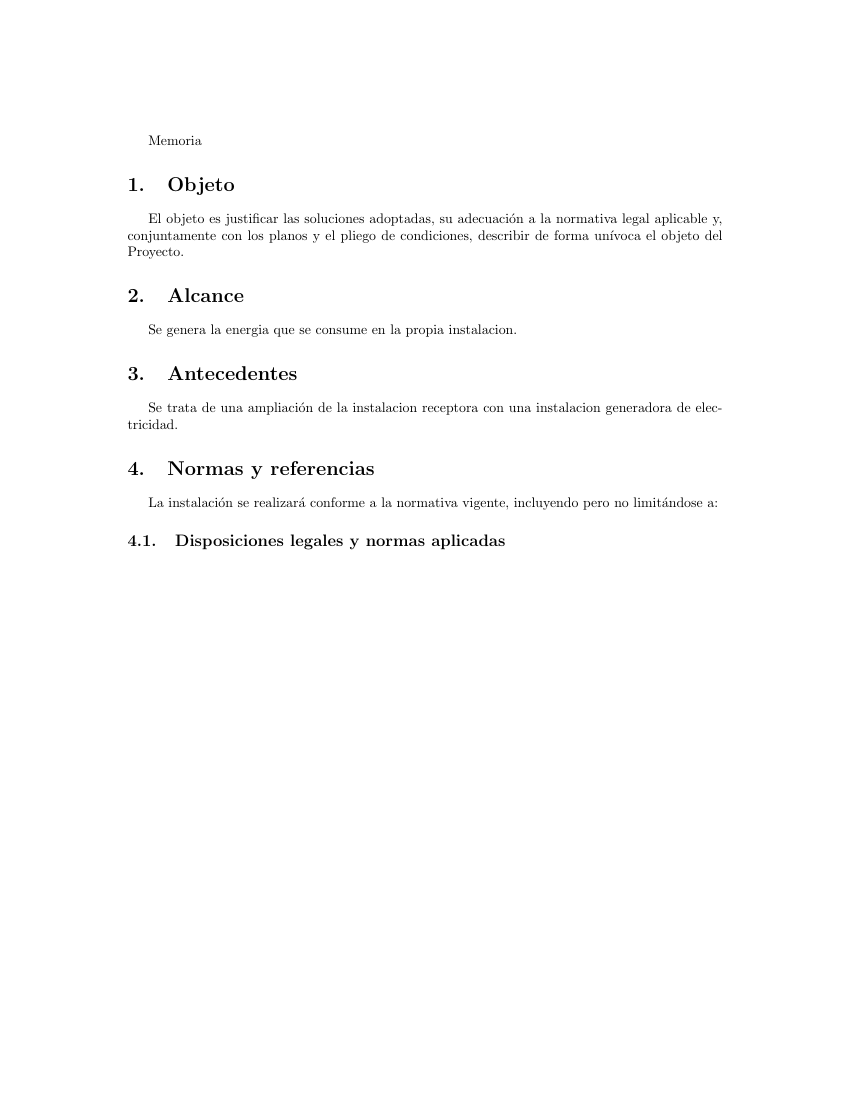 Memoria
1. Objeto
El objeto es justificar las soluciones adoptadas, su adecuación a la normativa legal aplicable y,
conjuntamente con los planos y el pliego de condiciones, describir de forma unívoca el objeto del
Proyecto.
2. Alcance
Se genera la energia que se consume en la propia instalacion.
3. Antecedentes
Se trata de una ampliación de la instalacion receptora con una instalacion generadora de elec-
tricidad.
4. Normas y referencias
La instalación se realizará conforme a la normativa vigente, incluyendo pero no limitándose a:
4.1. Disposiciones legales y normas aplicadas